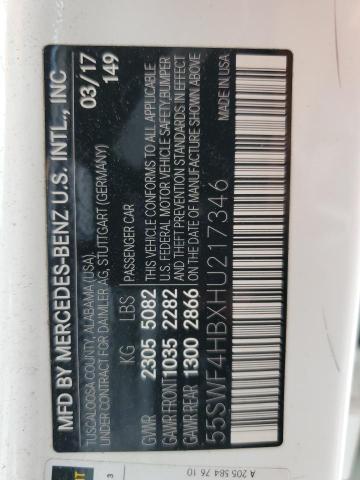 MFD BY MERCEDES-BENZ U.S. INTL., INC
TUSCALOOSA COUNTY, ALABAMA (USA)
UNDER CONTRACT FOR DAIMLER AG, STUTTGART (GERMANY)
03/17
149
KG LBS PASSENGER CAR
GVWR 2305 5082
GAWR FRONT 1035 2282
GAWR REAR 1300 2866
THIS VEHICLE CONFORMS TO ALL APPLICABLE
U.S. FEDERAL MOTOR VEHICLE SAFETY, BUMPER
AND THEFT PREVENTION STANDARDS IN EFFECT
ON THE DATE OF MANUFACTURE SHOWN ABOVE
MADE IN USA
55SWF4HBXHU217346
A 205 584 76 10